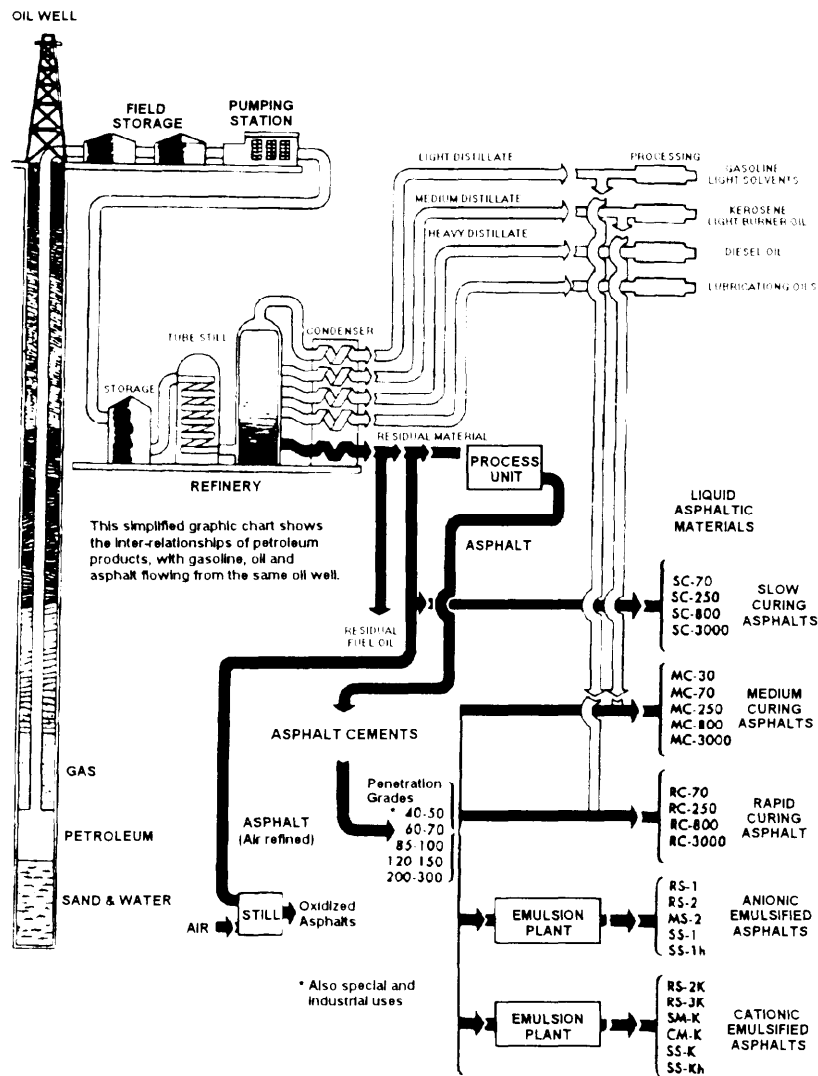 OIL WELL
FIELD
STORAGE
PUMPING
STATION
LIGHT DISTILLATE
PROCESSING
GASOLINE
LIGHT SOLVENTS
MEDIUM DISTILLATE
KEROSENE
LIGHT BURNER OIL
HEAVY DISTILLATE
DIESEL OIL
LUBRICATIONG OILS
TUBE STILL
CONDENSER
STORAGE
RESIDUAL MATERIAL
REFINERY
PROCESS
UNIT
This simplified graphic chart shows
the inter-relationships of petroleum
products, with gasoline, oil and
asphalt flowing from the same oil well.
ASPHALT
LIQUID
ASPHALTIC
MATERIALS
RESIDUAL
FUEL OIL
SC-70
SC-250
SC-800
SC-3000
SLOW
CURING
ASPHALTS
MC-30
MC-70
MC-250
MC-800
MC-3000
MEDIUM
CURING
ASPHALTS
ASPHALT CEMENTS
GAS
PETROLEUM
SAND & WATER
ASPHALT
(Air refined)
Penetration
Grades
* 40-50
60-70
85-100
120-150
200-300
RC-70
RC-250
RC-800
RC-3000
RAPID
CURING
ASPHALT
AIR
STILL
Oxidized
Asphalts
EMULSION
PLANT
RS-1
RS-2
MS-2
SS-1
SS-1h
ANIONIC
EMULSIFIED
ASPHALTS
* Also special and
industrial uses
EMULSION
PLANT
RS-2K
RS-3K
SM-K
CM-K
SS-K
SS-Kh
CATIONIC
EMULSIFIED
ASPHALTS